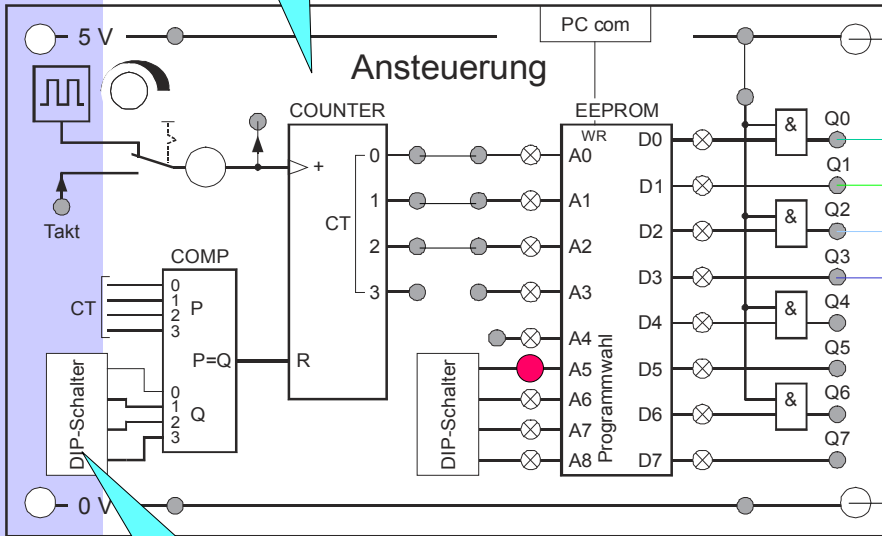 5 V
PC com
Ansteuerung
COUNTER
EEPROM
WR
+
0
1
2
3
CT
R
Takt
COMP
CT
0
1
2
3
P
P=Q
0
1
2
3
Q
DIP-Schalter
DIP-Schalter
A0
A1
A2
A3
A4
A5
A6
A7
A8
Programmwahl
D0
D1
D2
D3
D4
D5
D6
D7
&
&
&
&
Q0
Q1
Q2
Q3
Q4
Q5
Q6
Q7
0 V